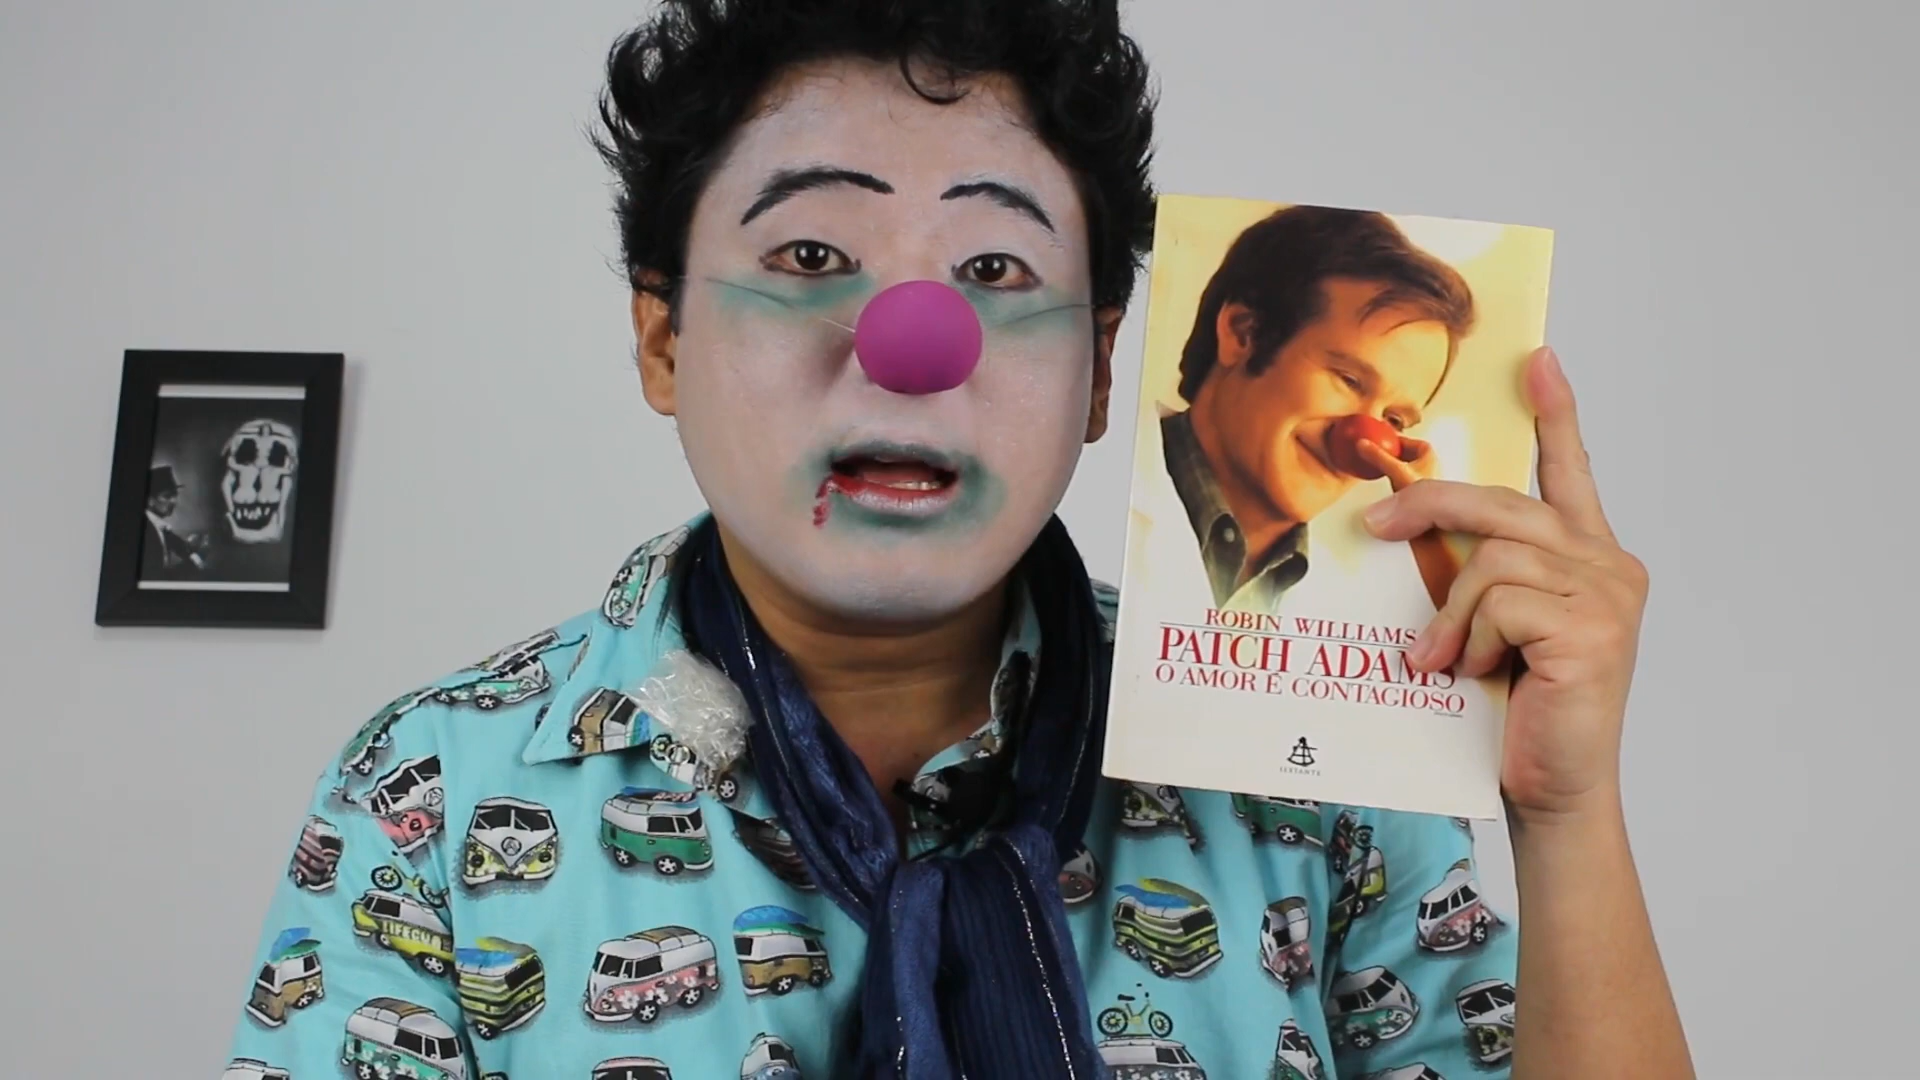 ROBIN WILLIAMS
PATCH ADAMS
O AMOR É CONTAGIOSO
SEXTANTE